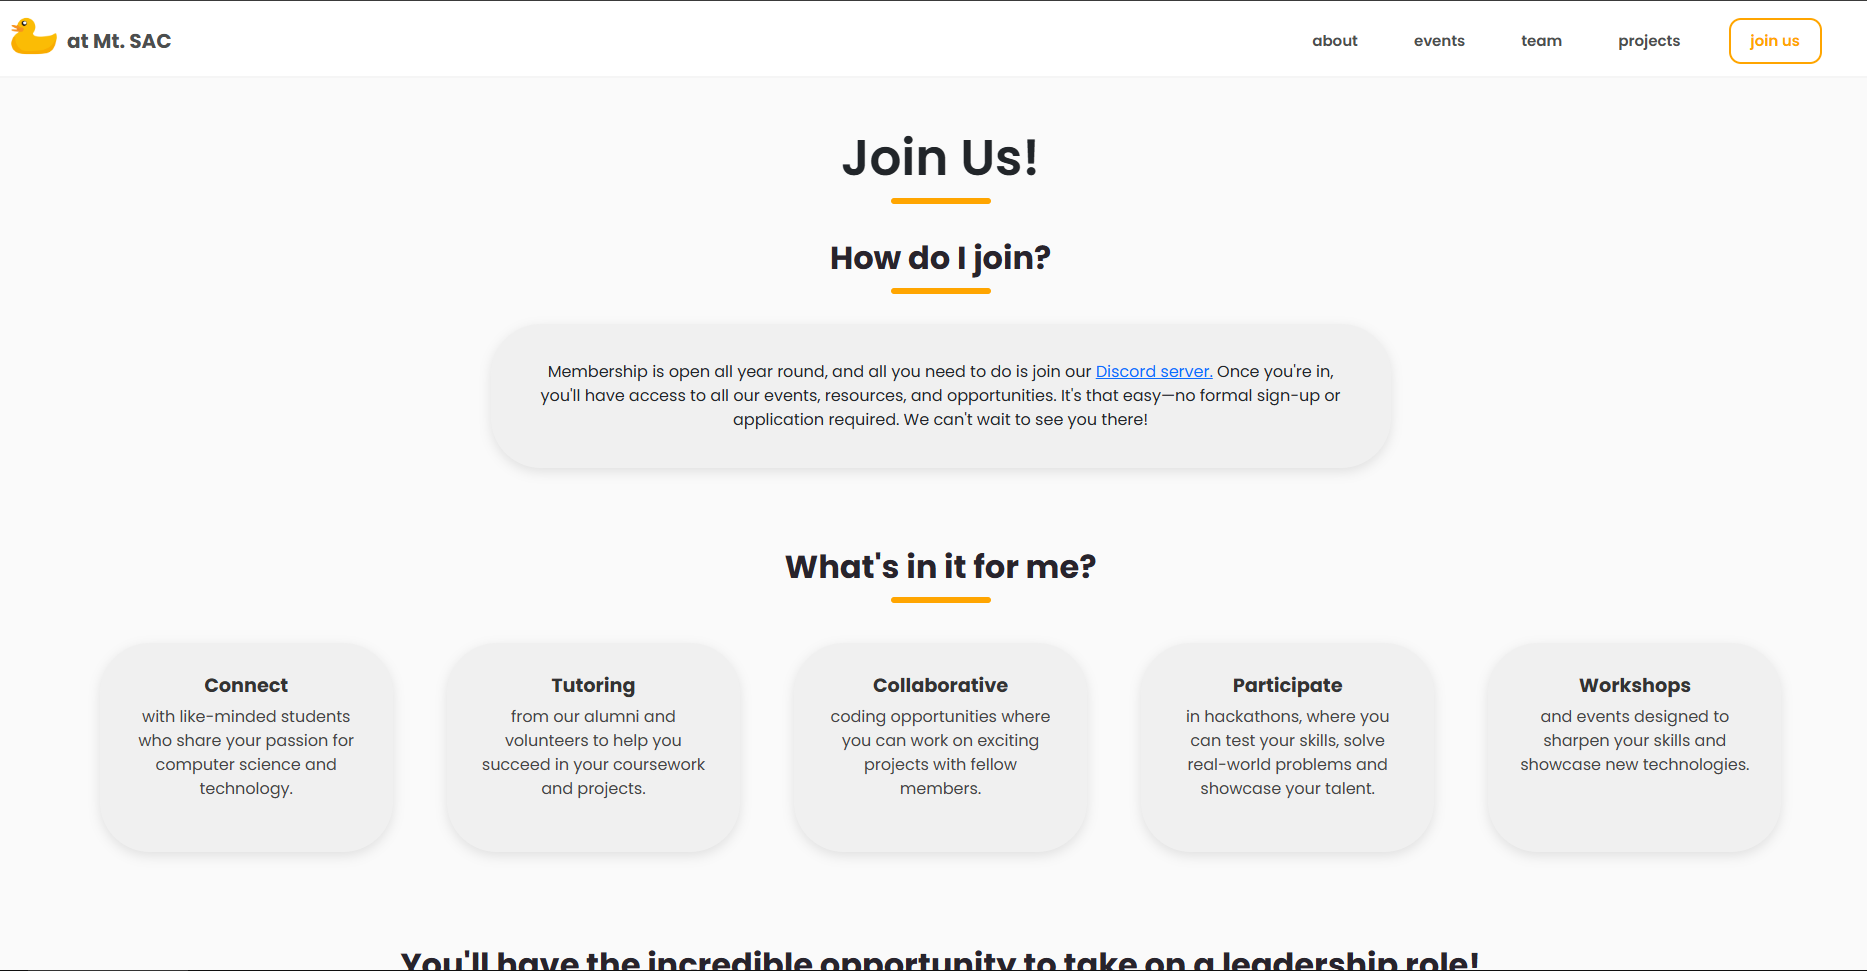 at Mt. SAC
about
events
team
projects
join us
Join Us!
How do I join?
Membership is open all year round, and all you need to do is join our Discord server. Once you're in,
you'll have access to all our events, resources, and opportunities. It's that easy—no formal sign-up or
application required. We can't wait to see you there!
What's in it for me?
Connect
with like-minded students
who share your passion for
computer science and
technology.
Tutoring
from our alumni and
volunteers to help you
succeed in your coursework
and projects.
Collaborative
coding opportunities where
you can work on exciting
projects with fellow
members.
Participate
in hackathons, where you
can test your skills, solve
real-world problems and
showcase your talent.
Workshops
and events designed to
sharpen your skills and
showcase new technologies.
You'll have the incredible opportunity to take on a leadership role!